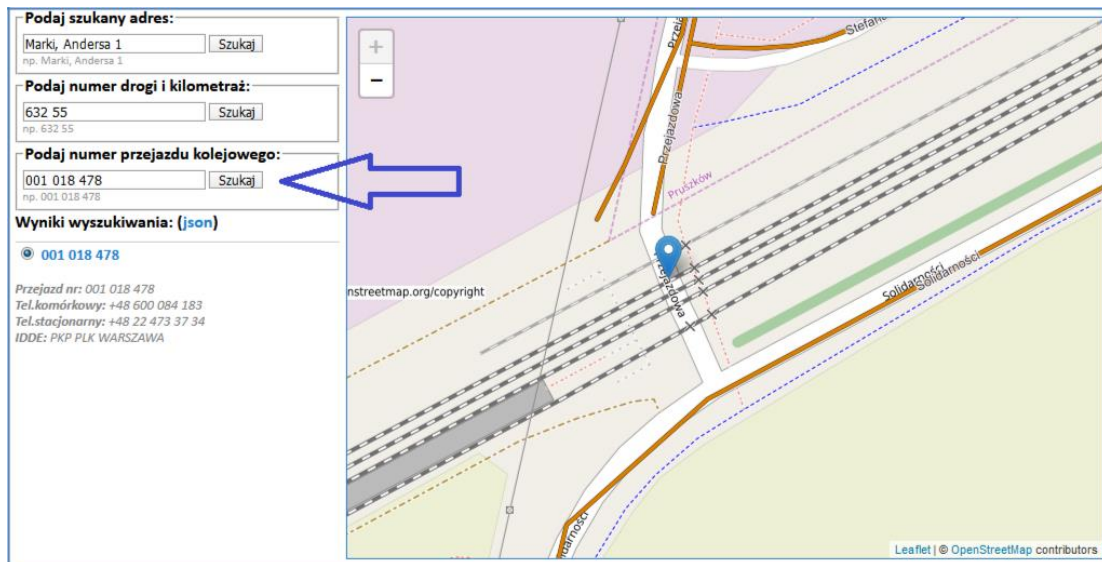 Podaj szukany adres:
Marki, Andersa 1
Szukaj
np. Marki, Andersa 1
Podaj numer drogi i kilometraż:
632 55
Szukaj
np. 632 55
Podaj numer przejazdu kolejowego:
001 018 478
Szukaj
np. 001 018 478
Wyniki wyszukiwania: (json)
001 018 478
Przejazd nr: 001 018 478
Tel.komórkowy: +48 600 084 183
Tel.stacjonarny: +48 22 473 37 34
IDDE: PKP PLK WARSZAWA
+
−
Przeja
Stefana
Przejazdowa
Pruszków
Przejazdowa
nstreetmap.org/copyright
Solidarności
Solidarności
idarności
Leaflet | © OpenStreetMap contributors